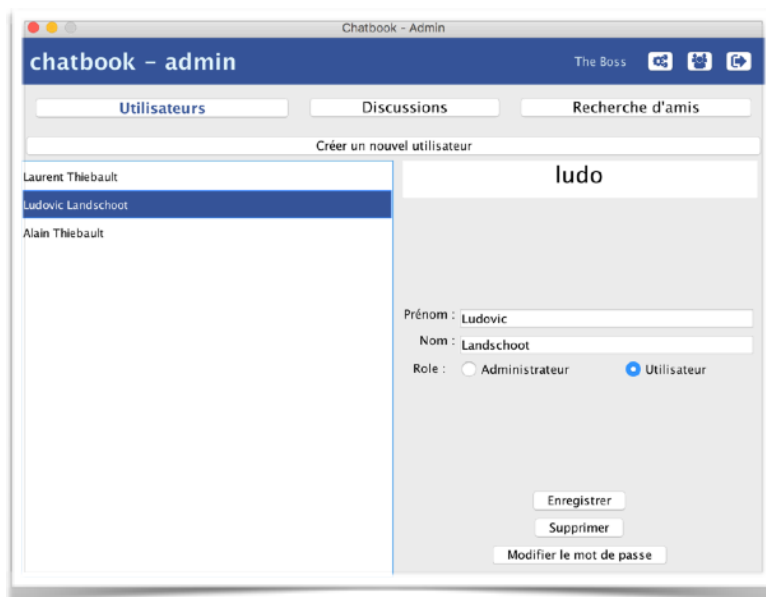 Chatbook - Admin
chatbook - admin
The Boss
Utilisateurs
Discussions
Recherche d'amis
Créer un nouvel utilisateur
Laurent Thiebault
Ludovic Landschoot
Alain Thiebault
ludo
Prénom : Ludovic
Nom : Landschoot
Role : Administrateur Utilisateur
Enregistrer
Supprimer
Modifier le mot de passe